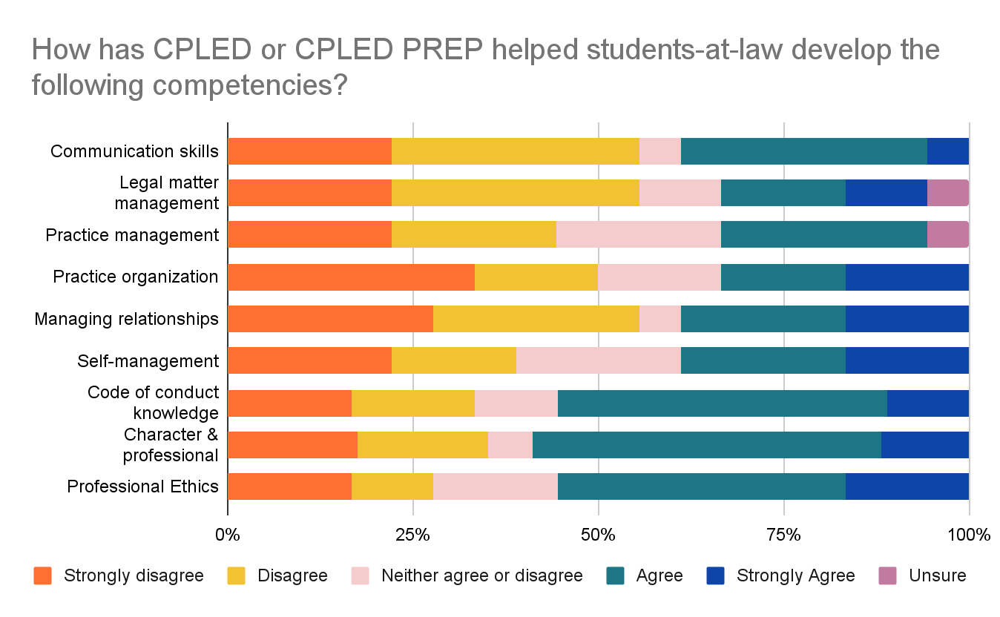 How has CPLED or CPLED PREP helped students-at-law develop the
following competencies?
Communication skills
Legal matter
management
Practice management
Practice organization
Managing relationships
Self-management
Code of conduct
knowledge
Character &
professional
Professional Ethics
0% 25% 50% 75% 100%
Strongly disagree Disagree Neither agree or disagree Agree Strongly Agree Unsure